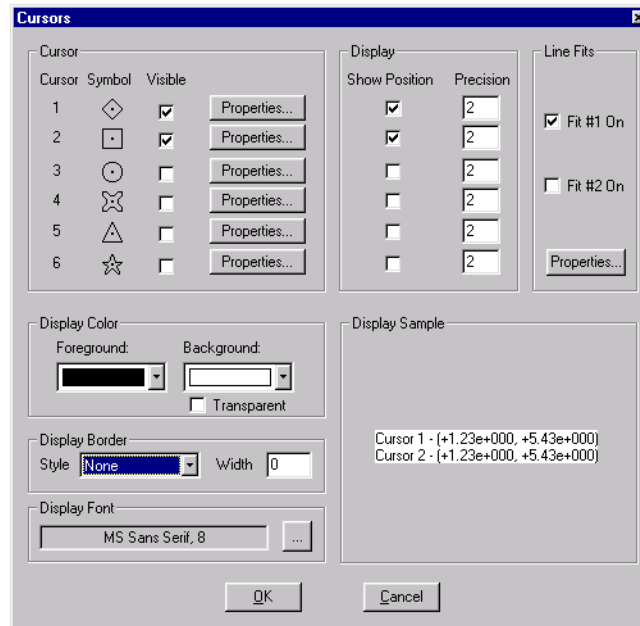 Cursors
Cursor
Cursor Symbol Visible
1 Properties...
2 Properties...
3 Properties...
4 Properties...
5 Properties...
6 Properties...
Display
Show Position Precision
2
2
2
2
2
2
Line Fits
Fit #1 On
Fit #2 On
Properties...
Display Color
Foreground: Background:
Transparent
Display Border
Style None Width 0
Display Font
MS Sans Serif, 8 ...
Display Sample
Cursor 1 - (+1.23e+000, +5.43e+000)
Cursor 2 - (+1.23e+000, +5.43e+000)
OK Cancel